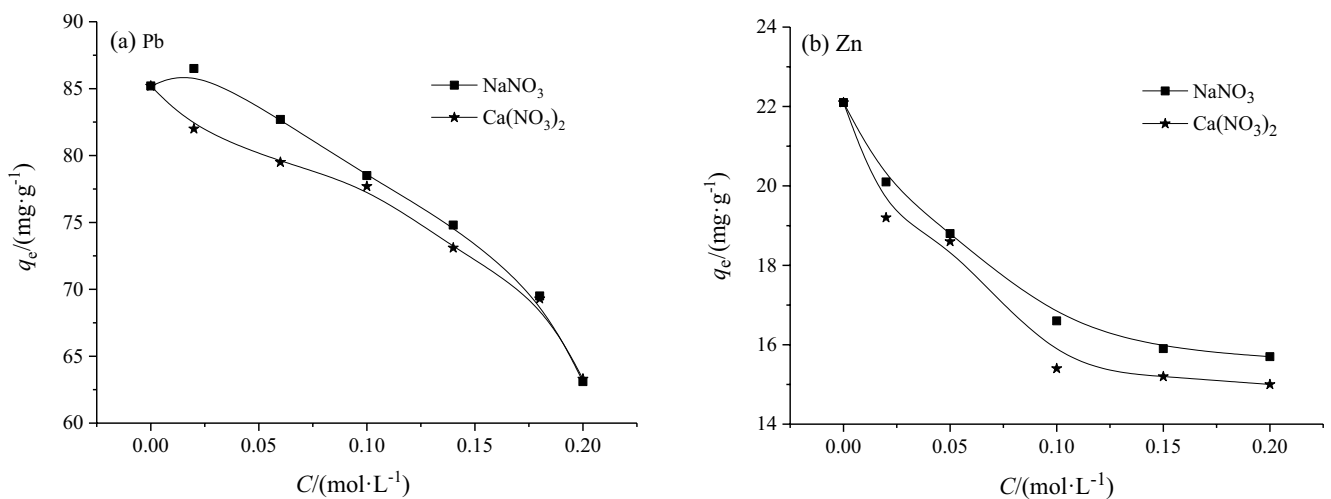 (a) Pb
NaNO₃
Ca(NO₃)₂
90
85
80
75
70
65
60
qₑ/(mg·g⁻¹)
0.00 0.05 0.10 0.15 0.20
C/(mol·L⁻¹)
(b) Zn
NaNO₃
Ca(NO₃)₂
24
22
20
18
16
14
qₑ/(mg·g⁻¹)
0.00 0.05 0.10 0.15 0.20
C/(mol·L⁻¹)